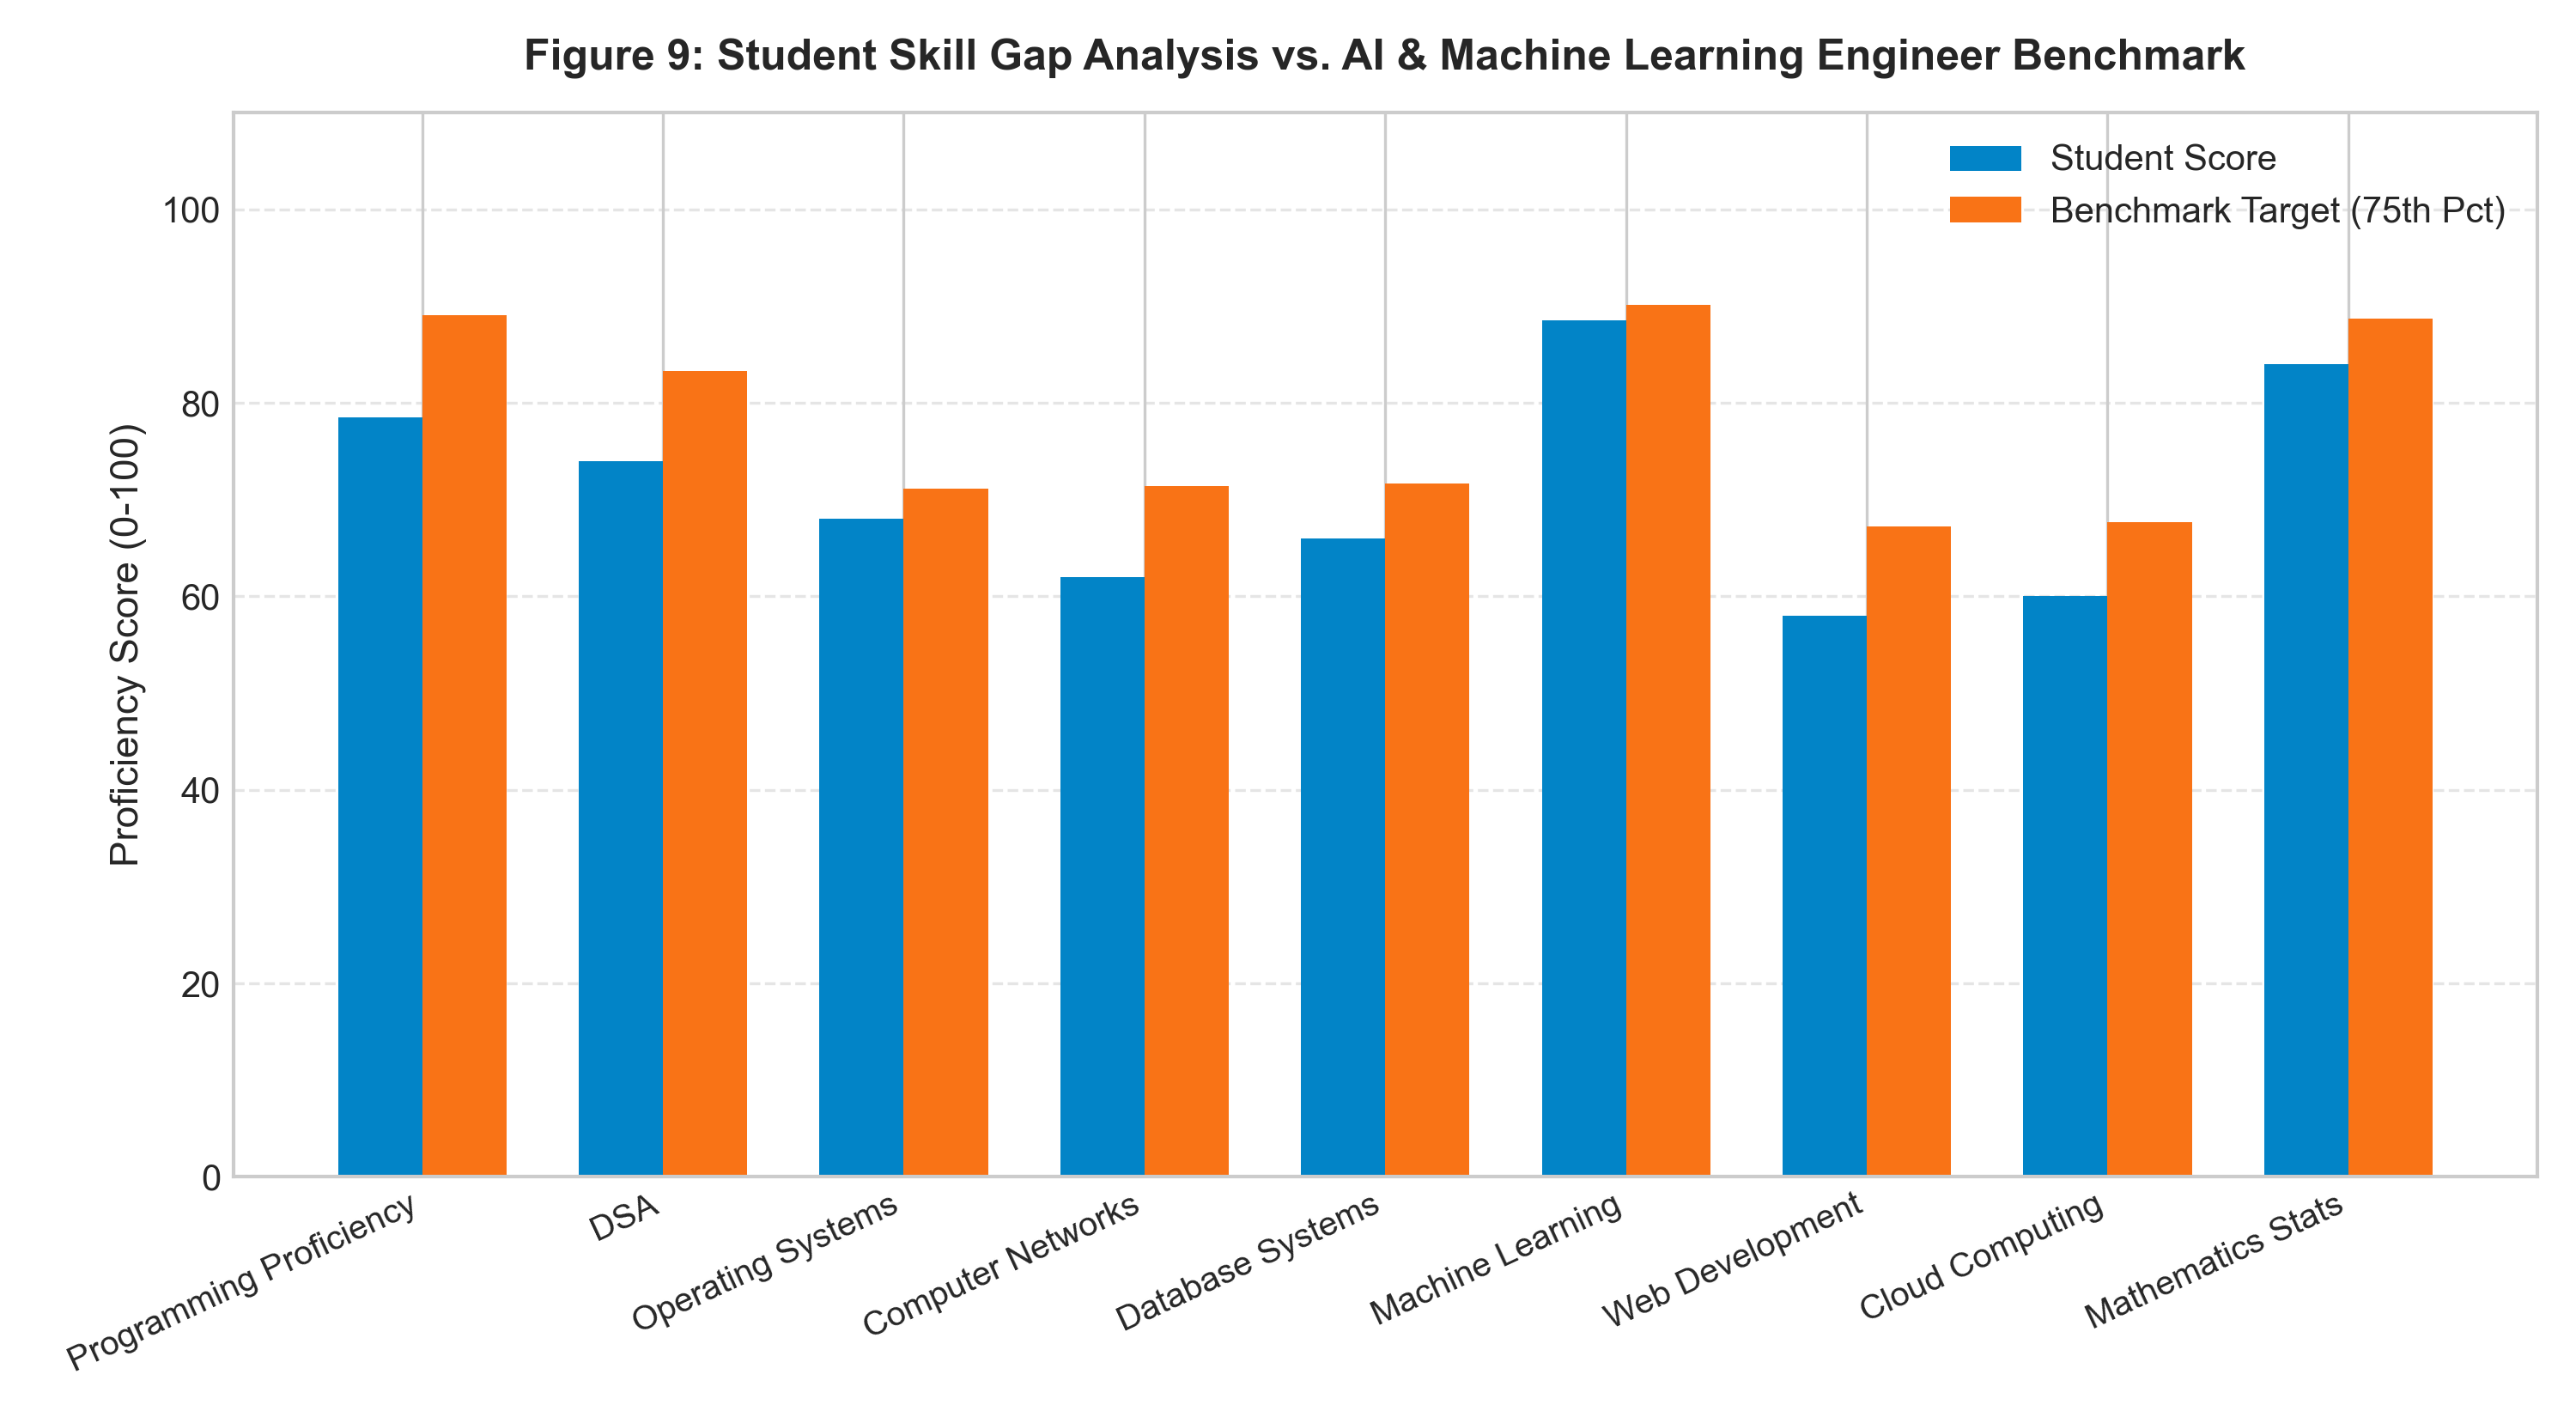 Figure 9: Student Skill Gap Analysis vs. AI & Machine Learning Engineer Benchmark
Student Score
Benchmark Target (75th Pct)
Proficiency Score (0-100)
100
80
60
40
20
0
Programming Proficiency
DSA
Operating Systems
Computer Networks
Database Systems
Machine Learning
Web Development
Cloud Computing
Mathematics Stats